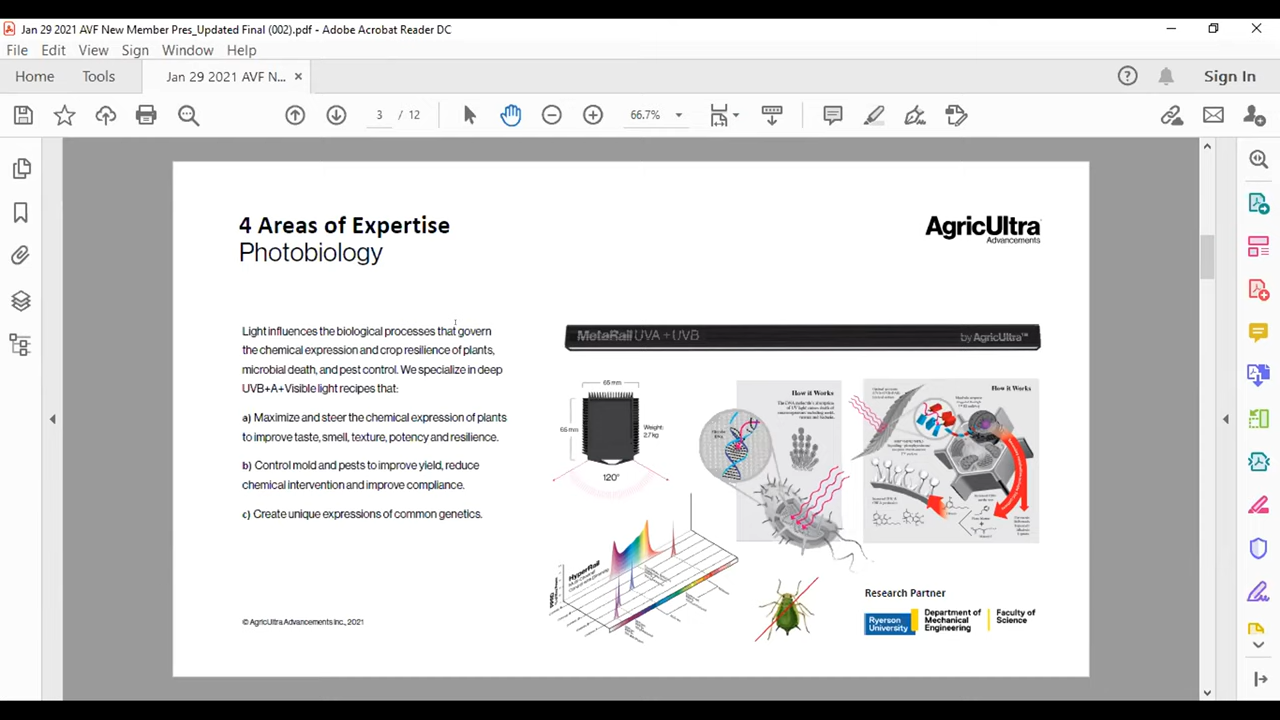 Jan 29 2021 AVF New Member Pres_Updated Final (002).pdf - Adobe Acrobat Reader DC
File Edit View Sign Window Help
Home Tools Jan 29 2021 AVF N... Sign In
3 / 12 66.7%
4 Areas of Expertise
Photobiology
AgricUltra
Advancements
Light influences the biological processes that govern
the chemical expression and crop resilience of plants,
microbial death, and pest control. We specialize in deep
UVB+A+Visible light recipes that:
a) Maximize and steer the chemical expression of plants
to improve taste, smell, texture, potency and resilience.
b) Control mold and pests to improve yield, reduce
chemical intervention and improve compliance.
c) Create unique expressions of common genetics.
MetaRail UVA + UVB by AgricUltra™
65 mm
66 mm
Weight:
2.7 kg
120°
How it Works
How it Works
HyperRail
Research Partner
Ryerson
University
Department of
Mechanical
Engineering
Faculty of
Science
© AgricUltra Advancements Inc., 2021